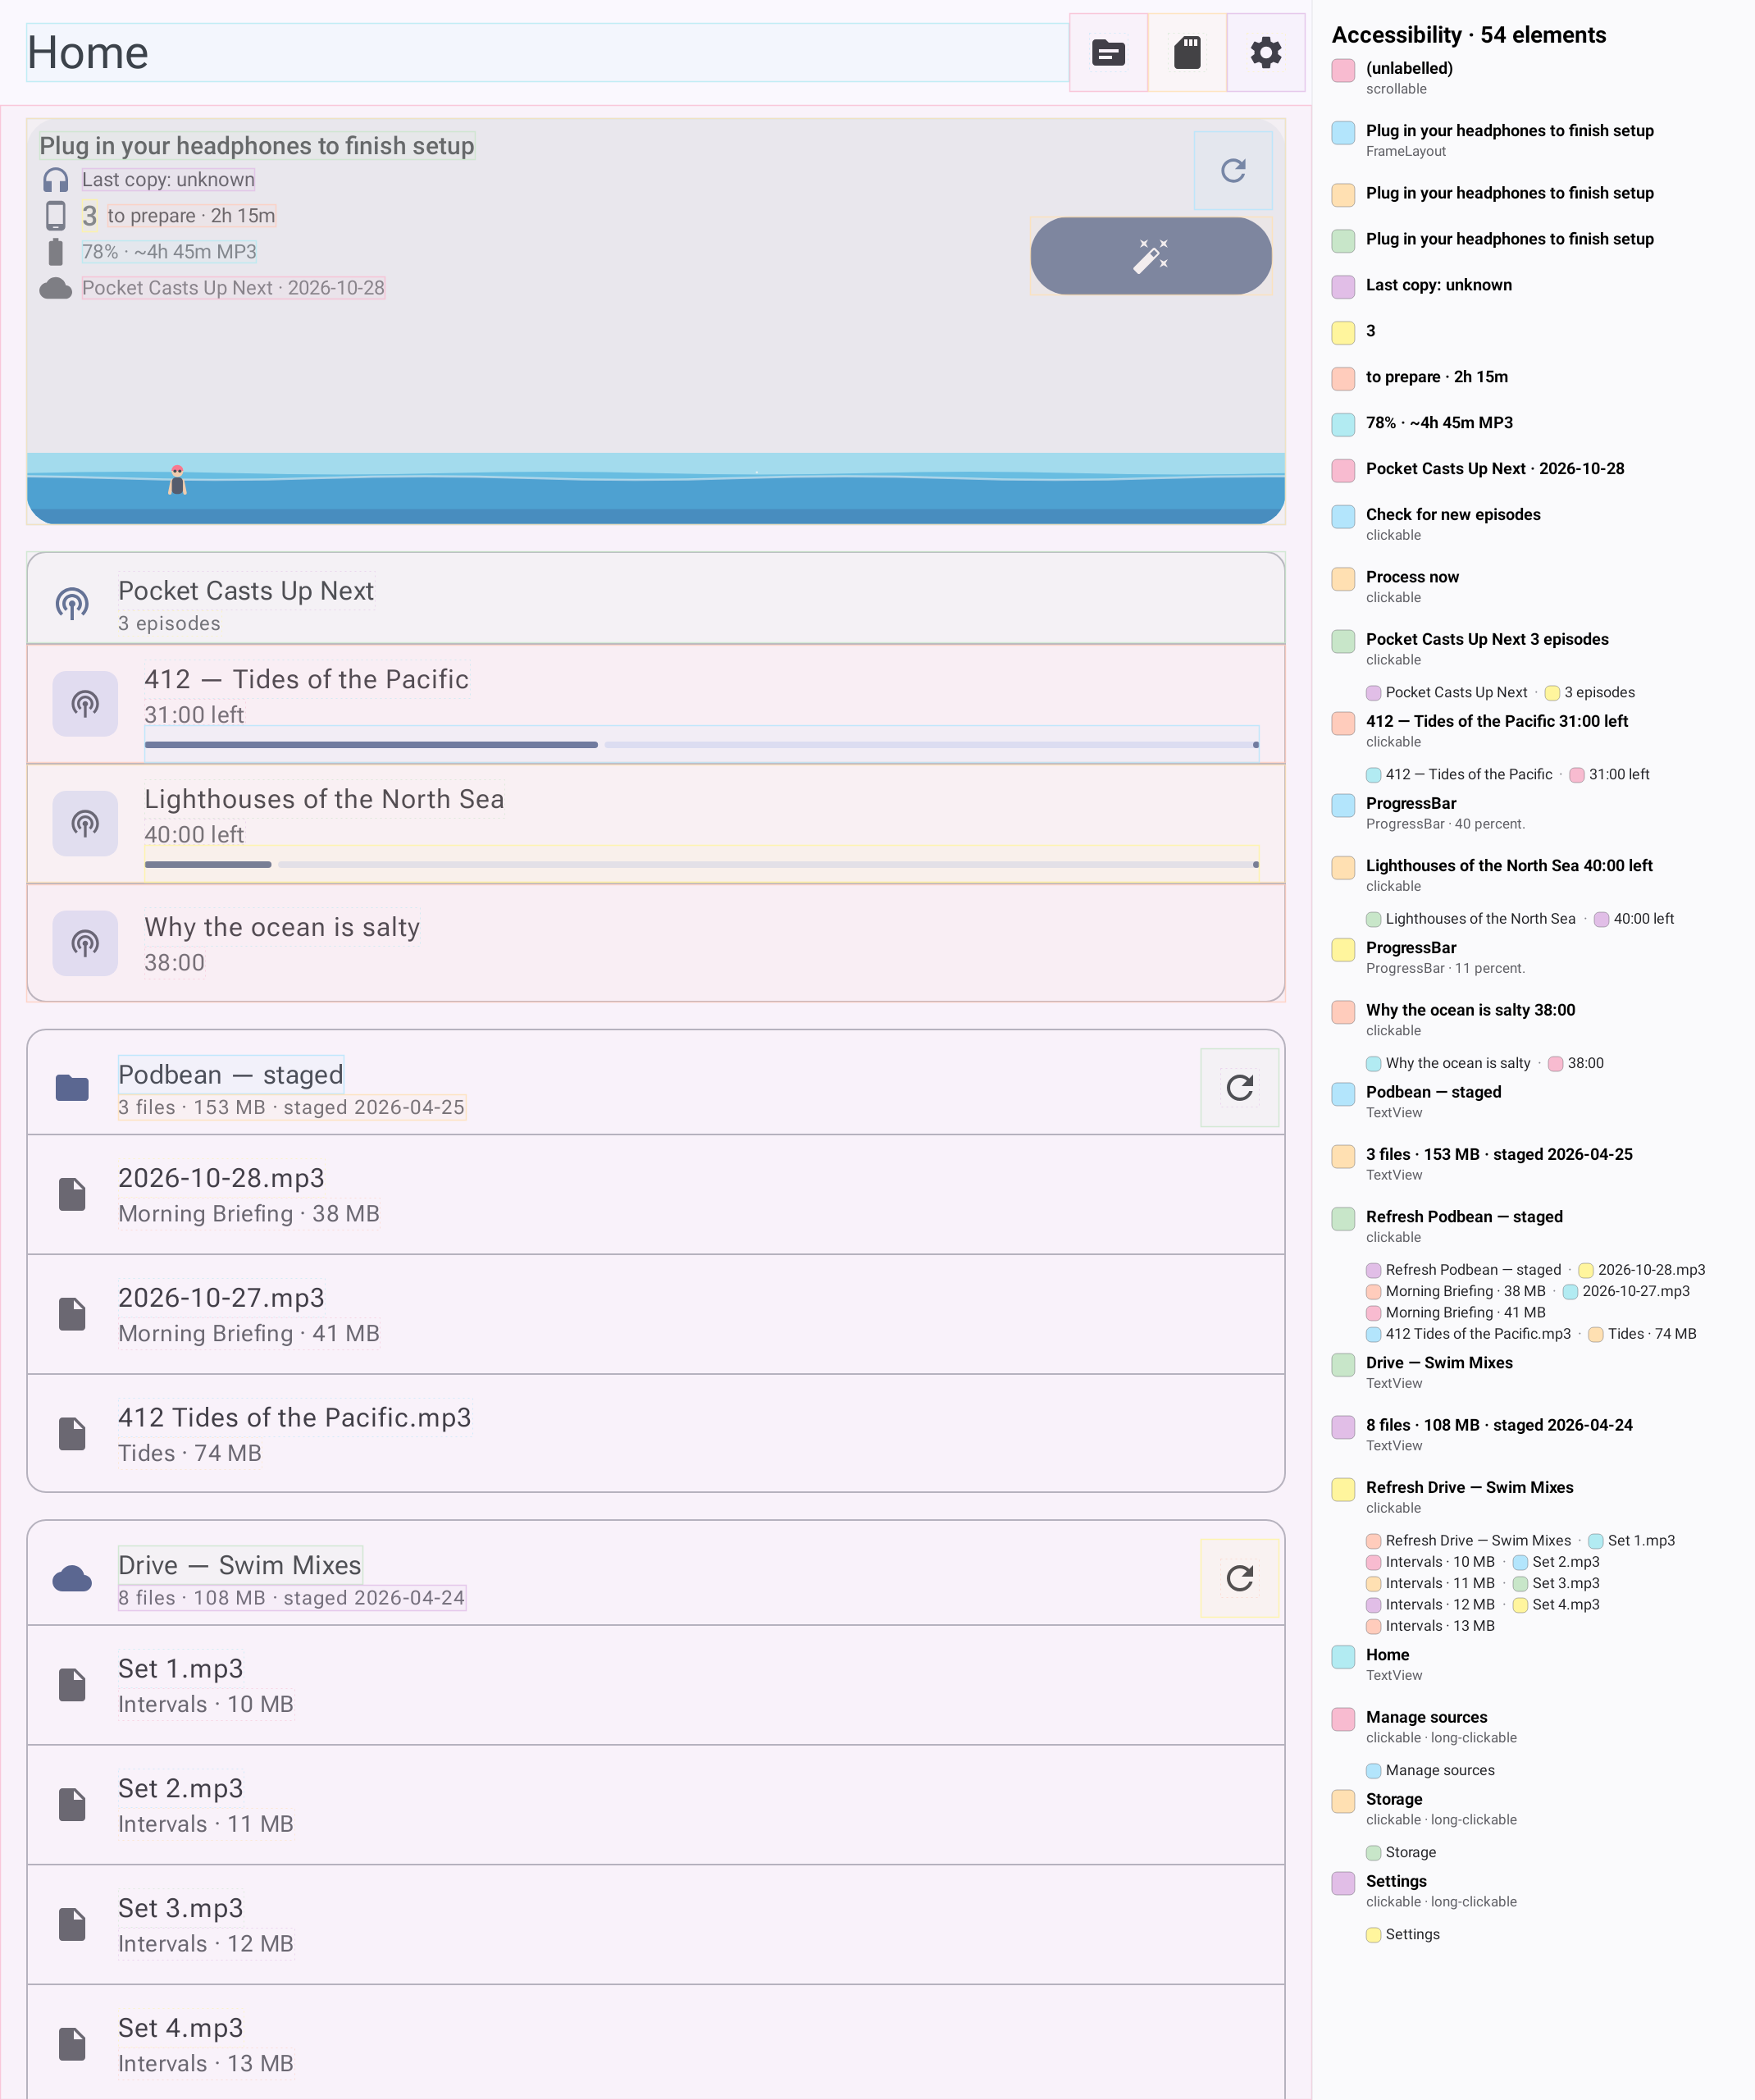 Home
Plug in your headphones to finish setup
Last copy: unknown
3 to prepare · 2h 15m
78% · ~4h 45m MP3
Pocket Casts Up Next · 2026-10-28
Pocket Casts Up Next
3 episodes
412 — Tides of the Pacific
31:00 left
Lighthouses of the North Sea
40:00 left
Why the ocean is salty
38:00
Podbean — staged
3 files · 153 MB · staged 2026-04-25
2026-10-28.mp3
Morning Briefing · 38 MB
2026-10-27.mp3
Morning Briefing · 41 MB
412 Tides of the Pacific.mp3
Tides · 74 MB
Drive — Swim Mixes
8 files · 108 MB · staged 2026-04-24
Set 1.mp3
Intervals · 10 MB
Set 2.mp3
Intervals · 11 MB
Set 3.mp3
Intervals · 12 MB
Set 4.mp3
Intervals · 13 MB
Accessibility · 54 elements
(unlabelled)
scrollable
Plug in your headphones to finish setup
FrameLayout
Plug in your headphones to finish setup
Plug in your headphones to finish setup
Last copy: unknown
3
to prepare · 2h 15m
78% · ~4h 45m MP3
Pocket Casts Up Next · 2026-10-28
Check for new episodes
clickable
Process now
clickable
Pocket Casts Up Next 3 episodes
clickable
Pocket Casts Up Next · 3 episodes
412 — Tides of the Pacific 31:00 left
clickable
412 — Tides of the Pacific · 31:00 left
ProgressBar
ProgressBar · 40 percent.
Lighthouses of the North Sea 40:00 left
clickable
Lighthouses of the North Sea · 40:00 left
ProgressBar
ProgressBar · 11 percent.
Why the ocean is salty 38:00
clickable
Why the ocean is salty · 38:00
Podbean — staged
TextView
3 files · 153 MB · staged 2026-04-25
TextView
Refresh Podbean — staged
clickable
Refresh Podbean — staged · 2026-10-28.mp3
Morning Briefing · 38 MB · 2026-10-27.mp3
Morning Briefing · 41 MB
412 Tides of the Pacific.mp3 · Tides · 74 MB
Drive — Swim Mixes
TextView
8 files · 108 MB · staged 2026-04-24
TextView
Refresh Drive — Swim Mixes
clickable
Refresh Drive — Swim Mixes · Set 1.mp3
Intervals · 10 MB · Set 2.mp3
Intervals · 11 MB · Set 3.mp3
Intervals · 12 MB · Set 4.mp3
Intervals · 13 MB
Home
TextView
Manage sources
clickable · long-clickable
Manage sources
Storage
clickable · long-clickable
Storage
Settings
clickable · long-clickable
Settings